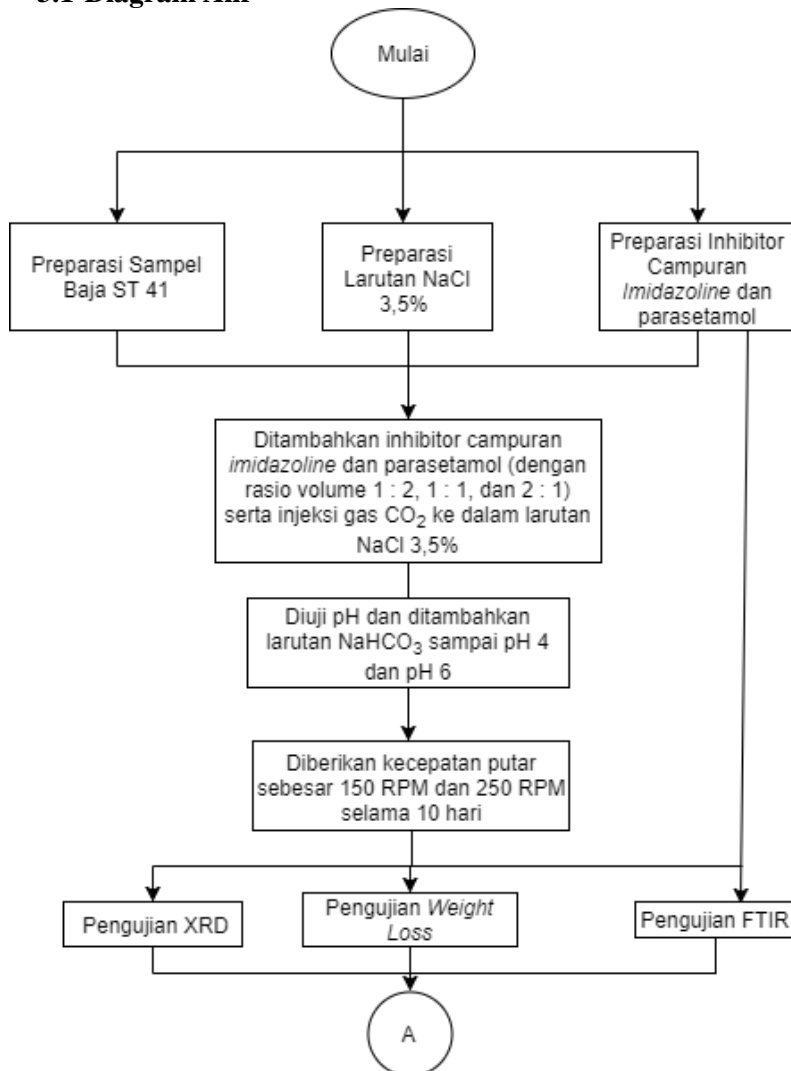 3.1 Diagram Alir
Mulai
Preparasi Sampel
Baja ST 41
Preparasi
Larutan NaCl
3,5%
Preparasi Inhibitor
Campuran
Imidazoline dan
parasetamol
Ditambahkan inhibitor campuran
imidazoline dan parasetamol (dengan
rasio volume 1 : 2, 1 : 1, dan 2 : 1)
serta injeksi gas CO₂ ke dalam larutan
NaCl 3,5%
Diuji pH dan ditambahkan
larutan NaHCO₃ sampai pH 4
dan pH 6
Diberikan kecepatan putar
sebesar 150 RPM dan 250 RPM
selama 10 hari
Pengujian XRD
Pengujian Weight
Loss
Pengujian FTIR
A